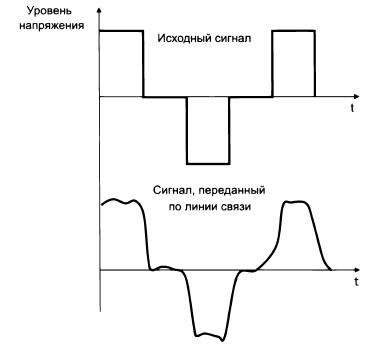 Уровень
напряжения
Исходный сигнал
t
Сигнал, переданный
по линии связи
t